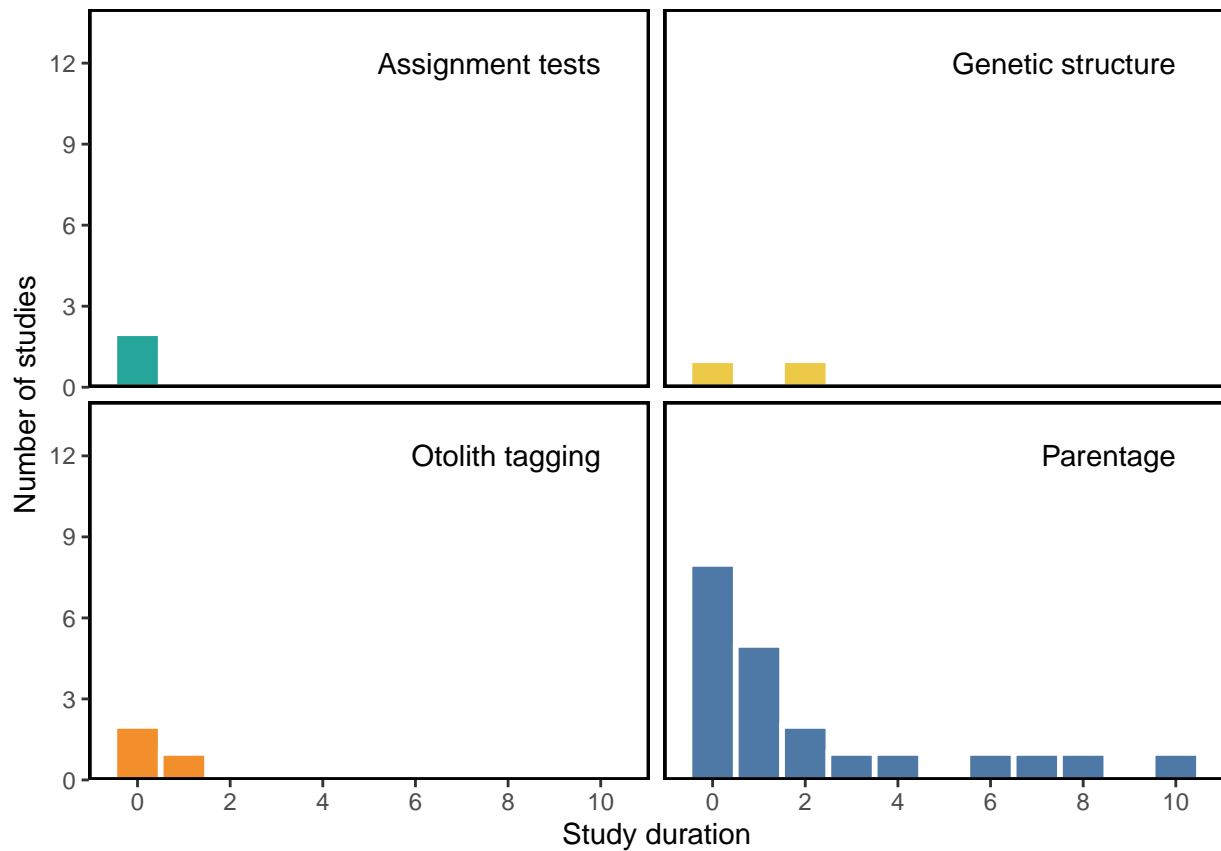 Assignment tests
Genetic structure
12
9
6
3
0
Number of studies
Otolith tagging
Parentage
12
9
6
3
0
0 2 4 6 8 10
0 2 4 6 8 10
Study duration